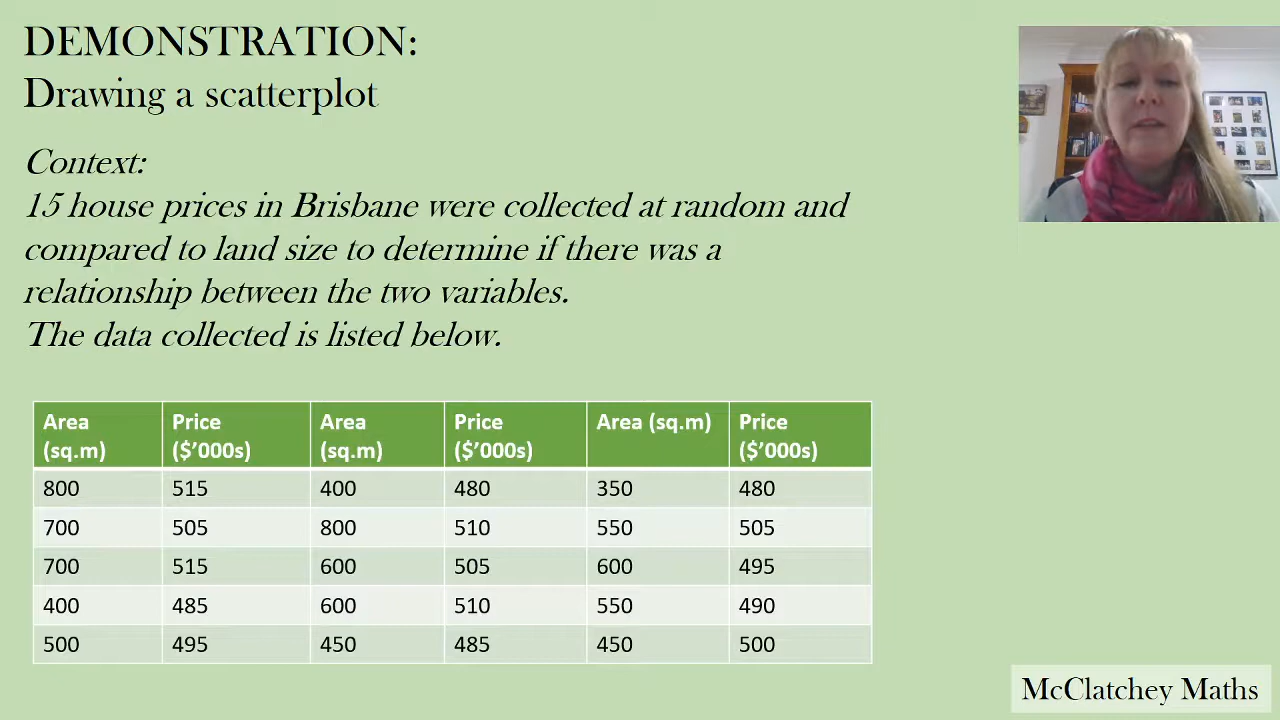 DEMONSTRATION:
Drawing a scatterplot
Context:
15 house prices in Brisbane were collected at random and
compared to land size to determine if there was a
relationship between the two variables.
The data collected is listed below.
Area (sq.m) Price ($'000s) Area (sq.m) Price ($'000s) Area (sq.m) Price ($'000s)
800 515 400 480 350 480
700 505 800 510 550 505
700 515 600 505 600 495
400 485 600 510 550 490
500 495 450 485 450 500
McClatchey Maths